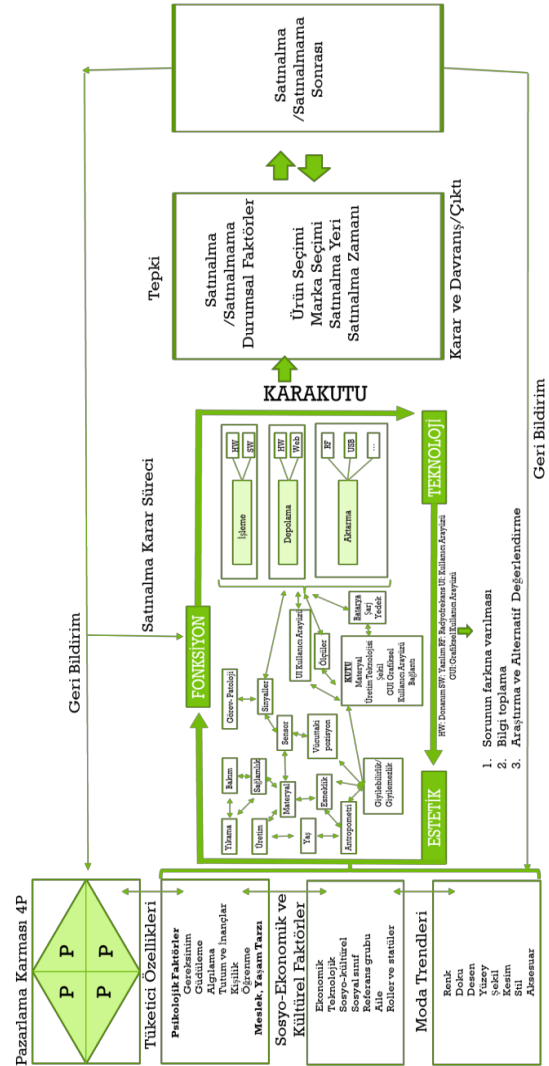 Geri Bildirim
Pazarlama Karması 4P
P
P
P
P
Tüketici Özellikleri
Psikolojik Faktörler
Gereksinim
Güdüleme
Algılama
Tutum ve İnançlar
Kişilik
Öğrenme
Meslek, Yaşam Tarzı
Sosyo-Ekonomik ve
Kültürel Faktörler
Ekonomik
Teknolojik
Sosyo-kültürel
Sosyal sınıf
Referans grubu
Aile
Roller ve statüler
Moda Trendleri
Renk
Doku
Desen
Yüzey
Şekil
Kesim
Stil
Aksesuar
Satınalma Karar Süreci
FONKSİYON
Görev- Patoloji
Sinyaller
Bakım
Sağlamlık
Yıkama
Sensor
Vücuttaki
pozisyon
Materyal
Üretim
Esneklik
Yaş
Antropometri
Giyilebilirlik/
Giyilemezlik
UI Kullanıcı Arayüzü
Ölçüler
Batarya
Şarj
Yedek
KUTU
Materyal
Üretim Teknolojisi
Şekil
GUI Grafiksel
Kullanıcı Arayüzü
Bağlantı
İşleme
HW
SW
Depolama
HW
Web
Aktarma
RF
USB
...
ESTETİK
TEKNOLOJİ
HW: Donanım SW: Yazılım RF: Radyofrekans UI: Kullanıcı Arayüzü
GUI:Grafiksel Kullanıcı Arayüzü
1. Sorunun farkına varılması
2. Bilgi toplama
3. Araştırma ve Alternatif Değerlendirme
KARAKUTU
Tepki
Satınalma
/Satınalmama
Durumsal Faktörler
Ürün Seçimi
Marka Seçimi
Satınalma Yeri
Satınalma Zamanı
Karar ve Davranış/Çıktı
Satınalma
/Satınalmama
Sonrası
Geri Bildirim